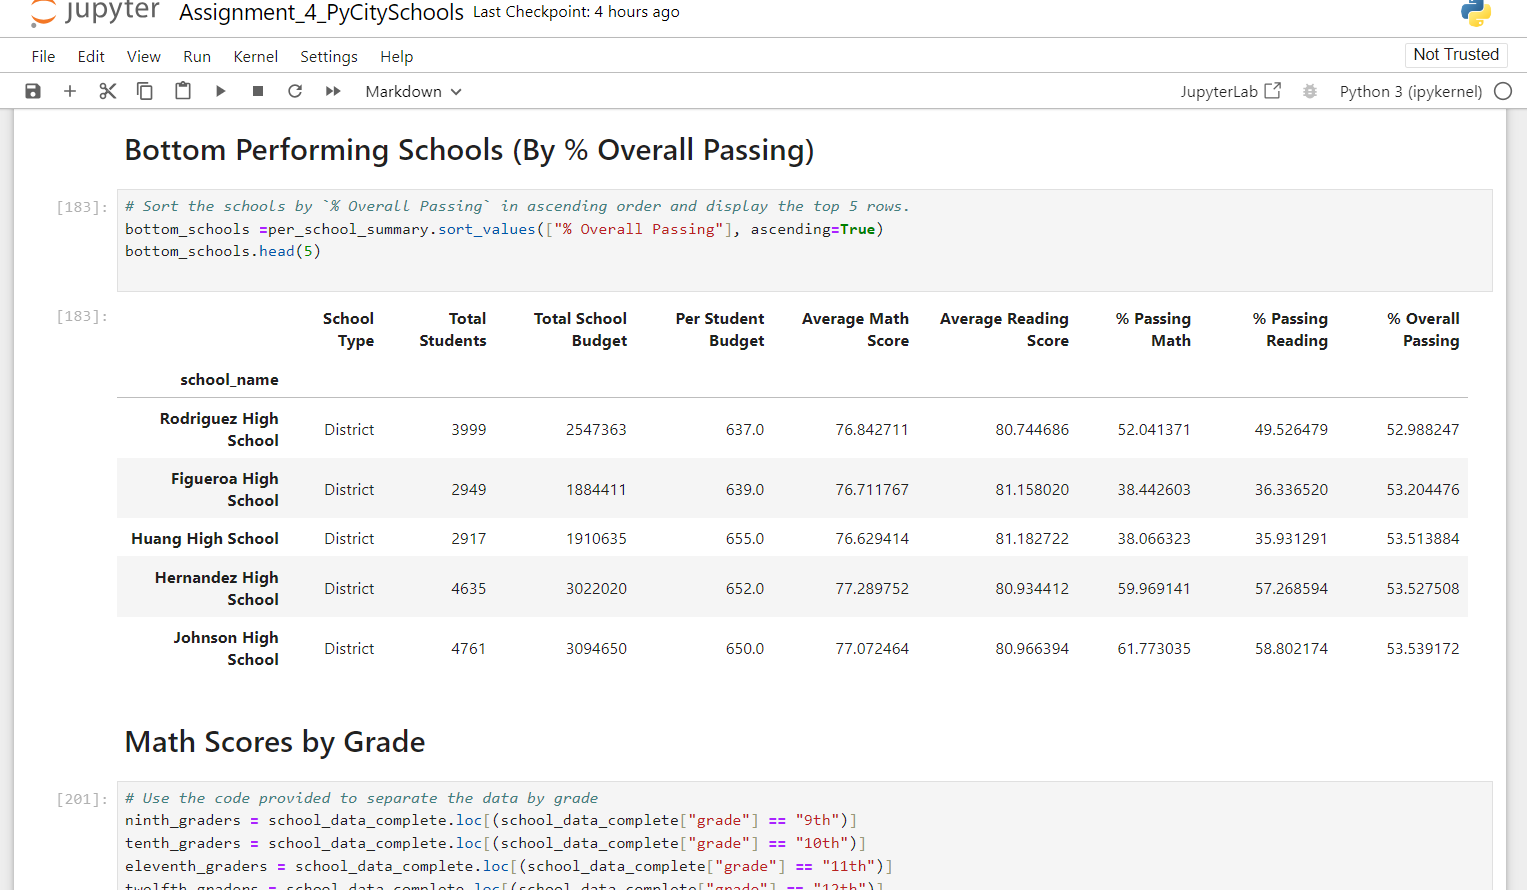 jupyter Assignment_4_PyCitySchools Last Checkpoint: 4 hours ago
File Edit View Run Kernel Settings Help Not Trusted
Markdown JupyterLab Python 3 (ipykernel)
Bottom Performing Schools (By % Overall Passing)
[183]: # Sort the schools by `% Overall Passing` in ascending order and display the top 5 rows.
bottom_schools =per_school_summary.sort_values(["% Overall Passing"], ascending=True)
bottom_schools.head(5)
[183]: School Total Total School Per Student Average Math Average Reading % Passing % Passing % Overall
Type Students Budget Budget Score Score Math Reading Passing
school_name
Rodriguez High
School District 3999 2547363 637.0 76.842711 80.744686 52.041371 49.526479 52.988247
Figueroa High
School District 2949 1884411 639.0 76.711767 81.158020 38.442603 36.336520 53.204476
Huang High School District 2917 1910635 655.0 76.629414 81.182722 38.066323 35.931291 53.513884
Hernandez High
School District 4635 3022020 652.0 77.289752 80.934412 59.969141 57.268594 53.527508
Johnson High
School District 4761 3094650 650.0 77.072464 80.966394 61.773035 58.802174 53.539172
Math Scores by Grade
[201]: # Use the code provided to separate the data by grade
ninth_graders = school_data_complete.loc[(school_data_complete["grade"] == "9th")]
tenth_graders = school_data_complete.loc[(school_data_complete["grade"] == "10th")]
eleventh_graders = school_data_complete.loc[(school_data_complete["grade"] == "11th")]
twelfth_graders = school_data_complete.loc[(school_data_complete["grade"] == "12th")]